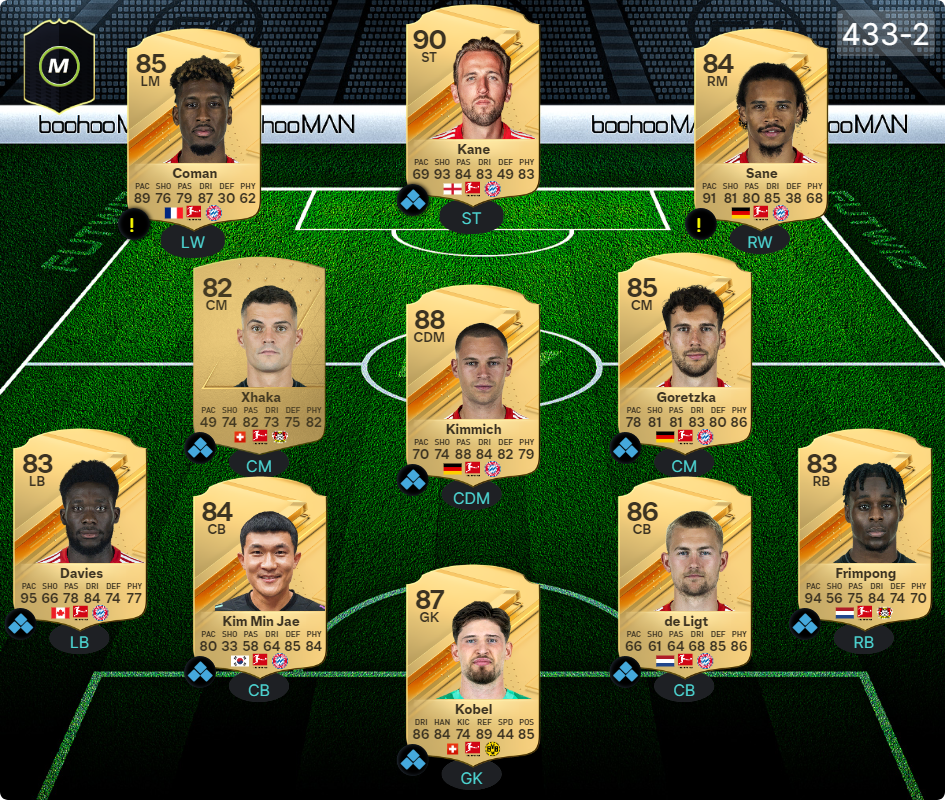 433-2
M
boohooM
hooMAN
boohooMA
ooMAN
90
ST
Kane
PAC SHO PAS DRI DEF PHY
69 93 84 83 49 83
ST
85
LM
Coman
PAC SHO PAS DRI DEF PHY
89 76 79 87 30 62
!
LW
84
RM
Sane
PAC SHO PAS DRI DEF PHY
91 81 80 85 38 68
!
RW
82
CM
Xhaka
PAC SHO PAS DRI DEF PHY
49 74 82 73 75 82
CM
88
CDM
Kimmich
PAC SHO PAS DRI DEF PHY
70 74 88 84 82 79
CDM
85
CM
Goretzka
PAC SHO PAS DRI DEF PHY
78 81 81 83 80 86
CM
83
LB
Davies
PAC SHO PAS DRI DEF PHY
95 66 78 84 74 77
LB
84
CB
Kim Min Jae
PAC SHO PAS DRI DEF PHY
80 33 58 64 85 84
CB
87
GK
Kobel
DRI HAN KIC REF SPD POS
86 84 74 89 44 85
GK
86
CB
de Ligt
PAC SHO PAS DRI DEF PHY
66 61 64 68 85 86
CB
83
RB
Frimpong
PAC SHO PAS DRI DEF PHY
94 56 75 84 74 70
RB